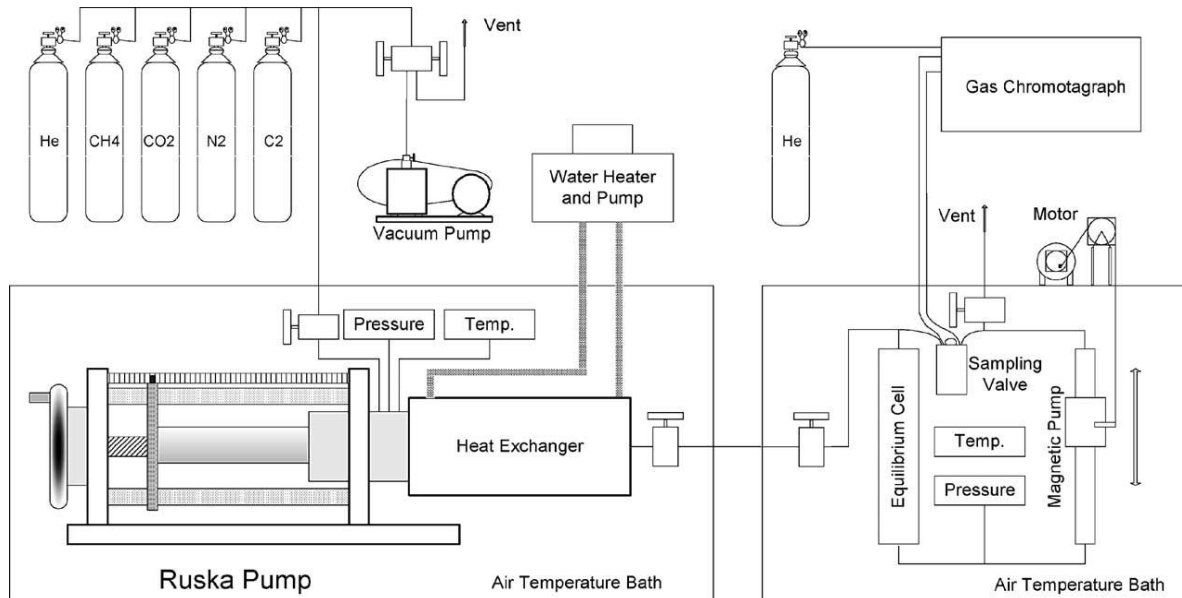 Vent
He
CH4
CO2
N2
C2
Vacuum Pump
Water Heater
and Pump
He
Gas Chromotagraph
Vent
Motor
Pressure
Temp.
Heat Exchanger
Ruska Pump
Air Temperature Bath
Equilibrium Cell
Sampling
Valve
Temp.
Pressure
Magnetic Pump
Air Temperature Bath